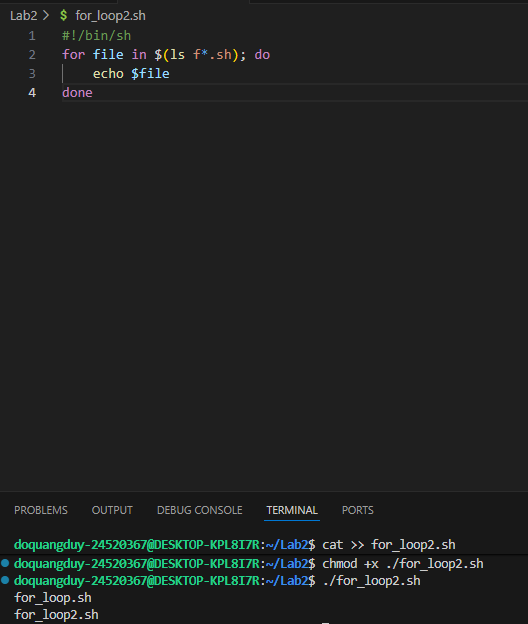 Lab2 > $ for_loop2.sh
1 #!/bin/sh
2 for file in $(ls f*.sh); do
3     echo $file
4 done
PROBLEMS OUTPUT DEBUG CONSOLE TERMINAL PORTS
doquangduy-24520367@DESKTOP-KPL8I7R:~/Lab2$ cat >> for_loop2.sh
doquangduy-24520367@DESKTOP-KPL8I7R:~/Lab2$ chmod +x ./for_loop2.sh
doquangduy-24520367@DESKTOP-KPL8I7R:~/Lab2$ ./for_loop2.sh
for_loop.sh
for_loop2.sh